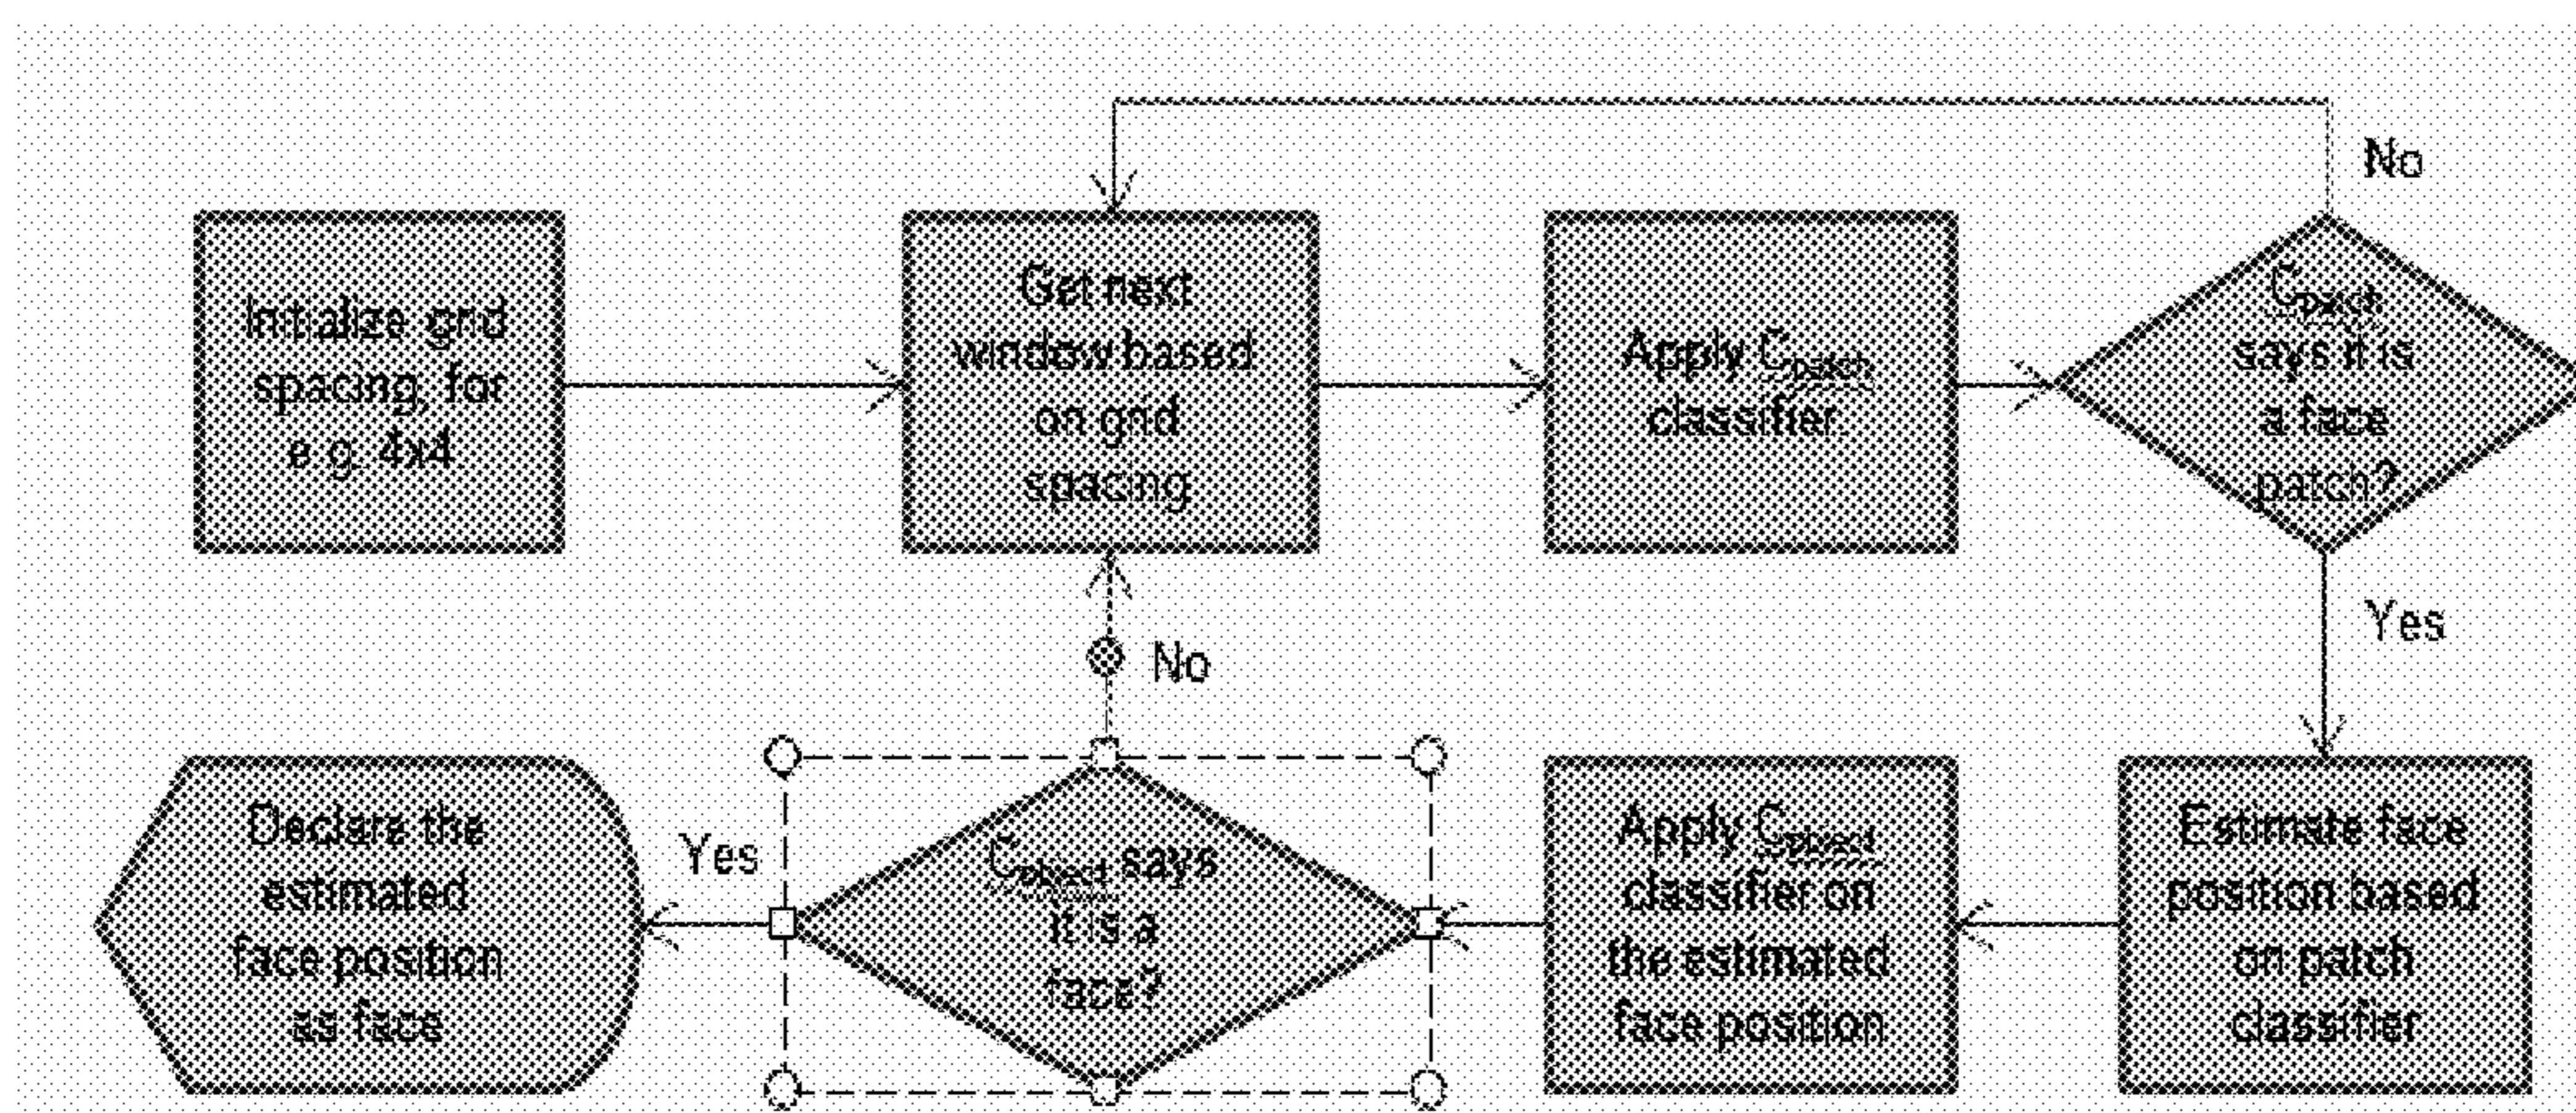 Initialize grid
spacing, for
e.g. 4x4
Get next
window based
on grid
spacing
Apply Cpatch
classifier.
No
Cpatch
says it is
a face
patch?
Yes
Estimate face
position based
on patch
classifier
Apply Cobject
classifier on
the estimated
face position
Cobject says
it is a
face?
No
Yes
Declare the
estimated
face position
as face